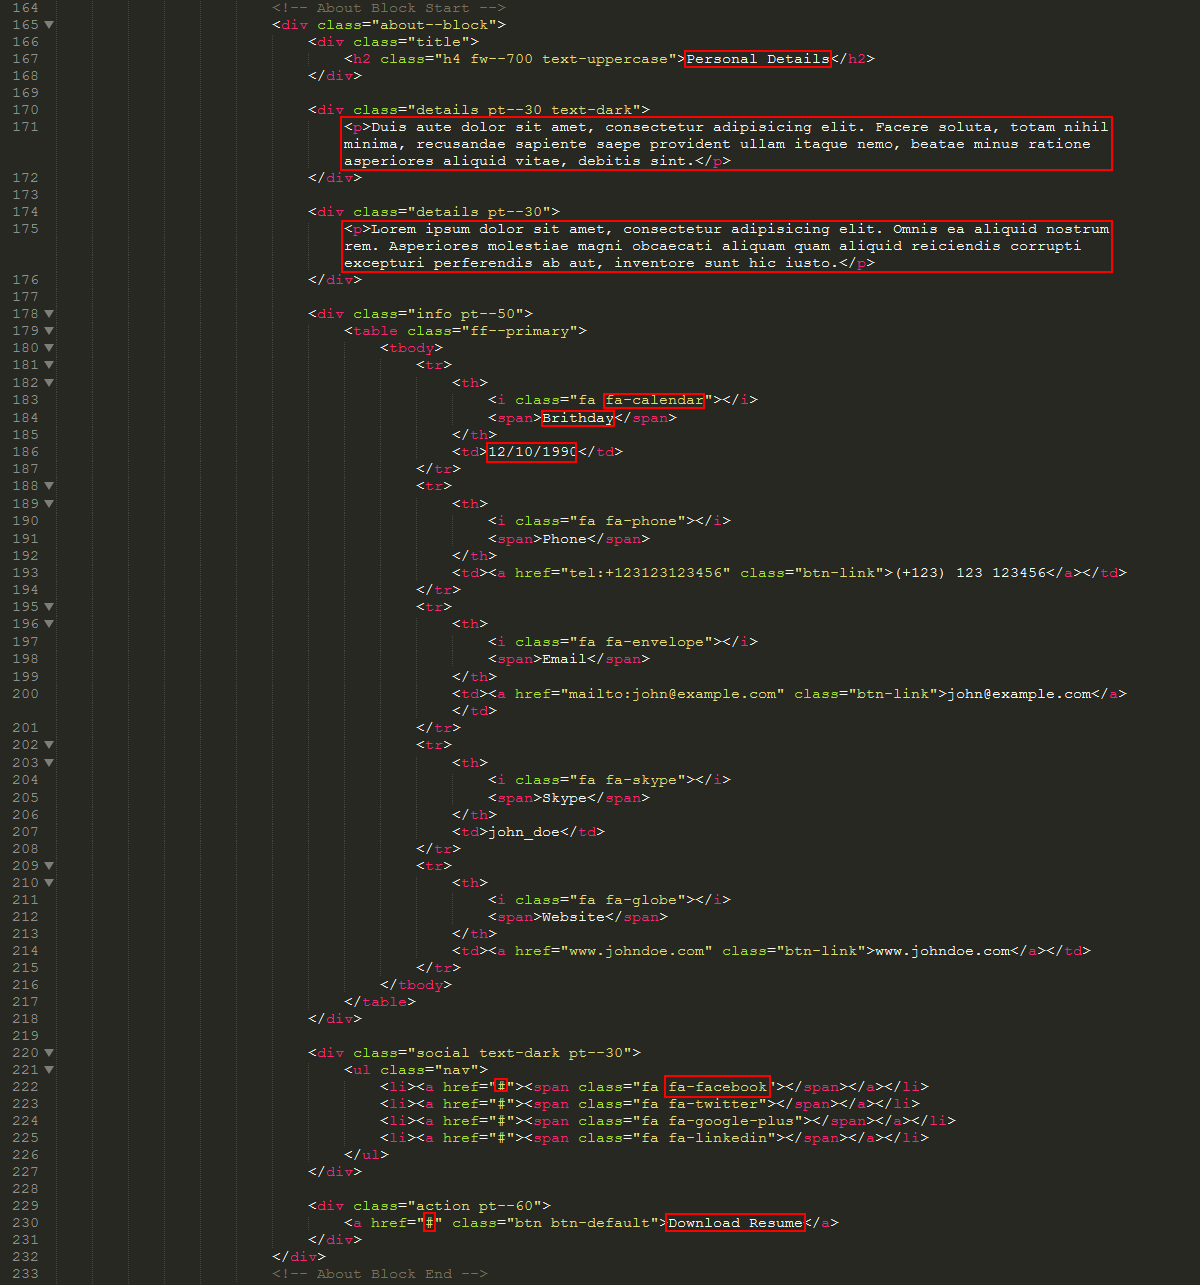 164 <!-- About Block Start -->
165 <div class="about--block">
166 <div class="title">
167 <h2 class="h4 fw--700 text-uppercase">Personal Details</h2>
168 </div>
169
170 <div class="details pt--30 text-dark">
171 <p>Duis aute dolor sit amet, consectetur adipisicing elit. Facere soluta, totam nihil
minima, recusandae sapiente saepe provident ullam itaque nemo, beatae minus ratione
asperiores aliquid vitae, debitis sint.</p>
172 </div>
173
174 <div class="details pt--30">
175 <p>Lorem ipsum dolor sit amet, consectetur adipisicing elit. Omnis ea aliquid nostrum
rem. Asperiores molestiae magni obcaecati aliquam quam aliquid reiciendis corrupti
excepturi perferendis ab aut, inventore sunt hic iusto.</p>
176 </div>
177
178 <div class="info pt--50">
179 <table class="ff--primary">
180 <tbody>
181 <tr>
182 <th>
183 <i class="fa fa-calendar"></i>
184 <span>Brithday</span>
185 </th>
186 <td>12/10/1990</td>
187 </tr>
188 <tr>
189 <th>
190 <i class="fa fa-phone"></i>
191 <span>Phone</span>
192 </th>
193 <td><a href="tel:+123123123456" class="btn-link">(+123) 123 123456</a></td>
194 </tr>
195 <tr>
196 <th>
197 <i class="fa fa-envelope"></i>
198 <span>Email</span>
199 </th>
200 <td><a href="mailto:john@example.com" class="btn-link">john@example.com</a>
</td>
201 </tr>
202 <tr>
203 <th>
204 <i class="fa fa-skype"></i>
205 <span>Skype</span>
206 </th>
207 <td>john_doe</td>
208 </tr>
209 <tr>
210 <th>
211 <i class="fa fa-globe"></i>
212 <span>Website</span>
213 </th>
214 <td><a href="www.johndoe.com" class="btn-link">www.johndoe.com</a></td>
215 </tr>
216 </tbody>
217 </table>
218 </div>
219
220 <div class="social text-dark pt--30">
221 <ul class="nav">
222 <li><a href="#"><span class="fa fa-facebook"></span></a></li>
223 <li><a href="#"><span class="fa fa-twitter"></span></a></li>
224 <li><a href="#"><span class="fa fa-google-plus"></span></a></li>
225 <li><a href="#"><span class="fa fa-linkedin"></span></a></li>
226 </ul>
227 </div>
228
229 <div class="action pt--60">
230 <a href="#" class="btn btn-default">Download Resume</a>
231 </div>
232 </div>
233 <!-- About Block End -->